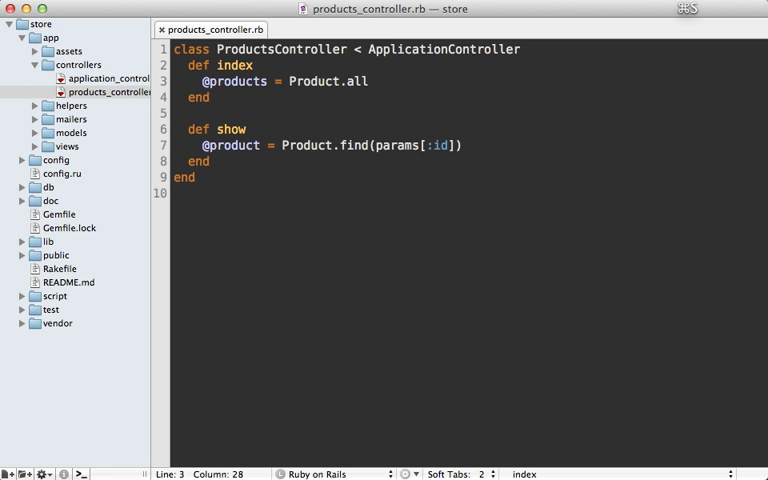 products_controller.rb — store
⌘S
store
app
assets
controllers
application_control
products_controller
helpers
mailers
models
views
config
config.ru
db
doc
Gemfile
Gemfile.lock
lib
public
Rakefile
README.md
script
test
vendor
products_controller.rb
1 class ProductsController < ApplicationController
2 def index
3 @products = Product.all
4 end
5
6 def show
7 @product = Product.find(params[:id])
8 end
9 end
10
Line: 3 Column: 28 Ruby on Rails Soft Tabs: 2 index